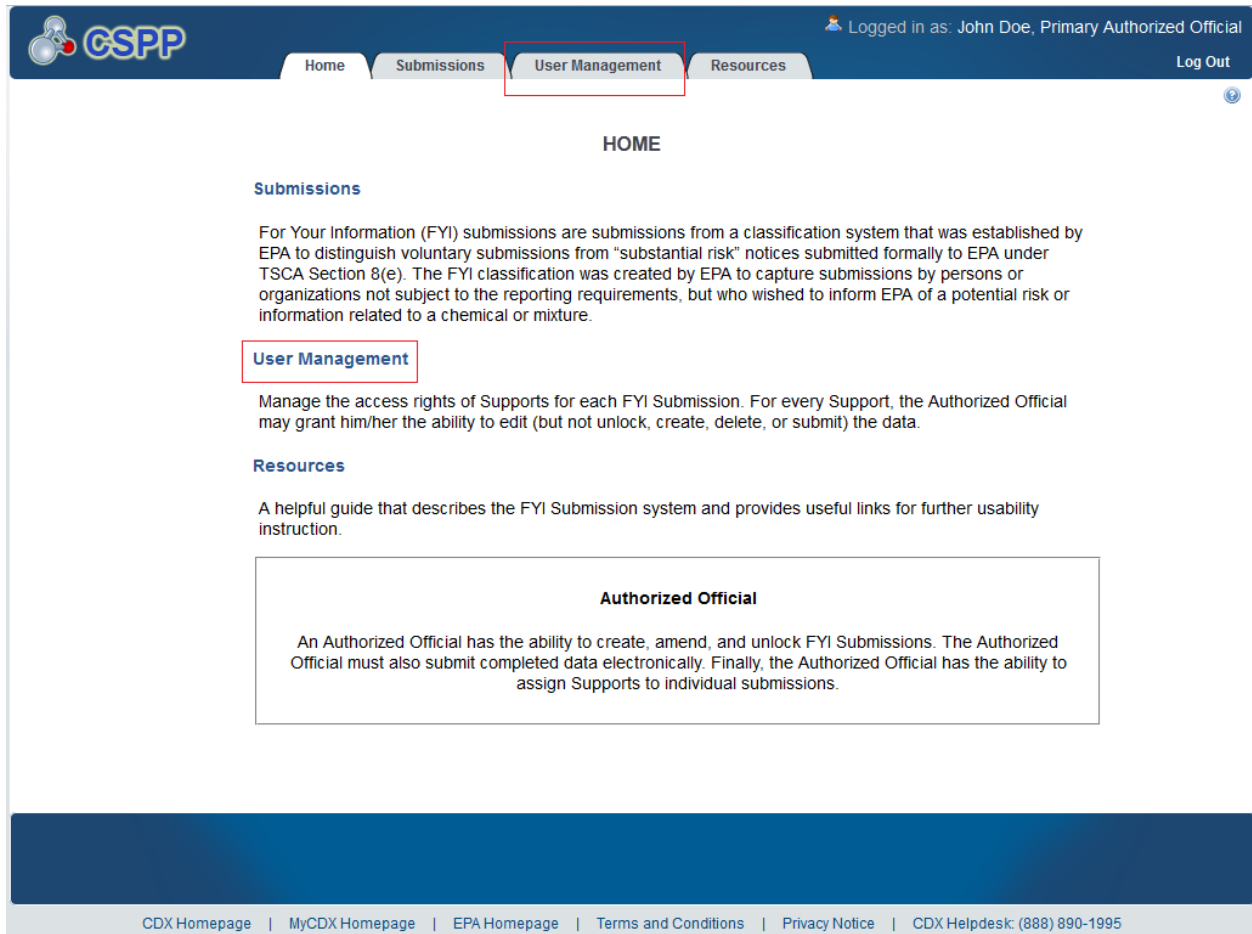 CSPP
Logged in as: John Doe, Primary Authorized Official
Home Submissions User Management Resources
Log Out
HOME
Submissions
For Your Information (FYI) submissions are submissions from a classification system that was established by
EPA to distinguish voluntary submissions from “substantial risk” notices submitted formally to EPA under
TSCA Section 8(e). The FYI classification was created by EPA to capture submissions by persons or
organizations not subject to the reporting requirements, but who wished to inform EPA of a potential risk or
information related to a chemical or mixture.
User Management
Manage the access rights of Supports for each FYI Submission. For every Support, the Authorized Official
may grant him/her the ability to edit (but not unlock, create, delete, or submit) the data.
Resources
A helpful guide that describes the FYI Submission system and provides useful links for further usability
instruction.
Authorized Official
An Authorized Official has the ability to create, amend, and unlock FYI Submissions. The Authorized
Official must also submit completed data electronically. Finally, the Authorized Official has the ability to
assign Supports to individual submissions.
CDX Homepage | MyCDX Homepage | EPA Homepage | Terms and Conditions | Privacy Notice | CDX Helpdesk: (888) 890-1995